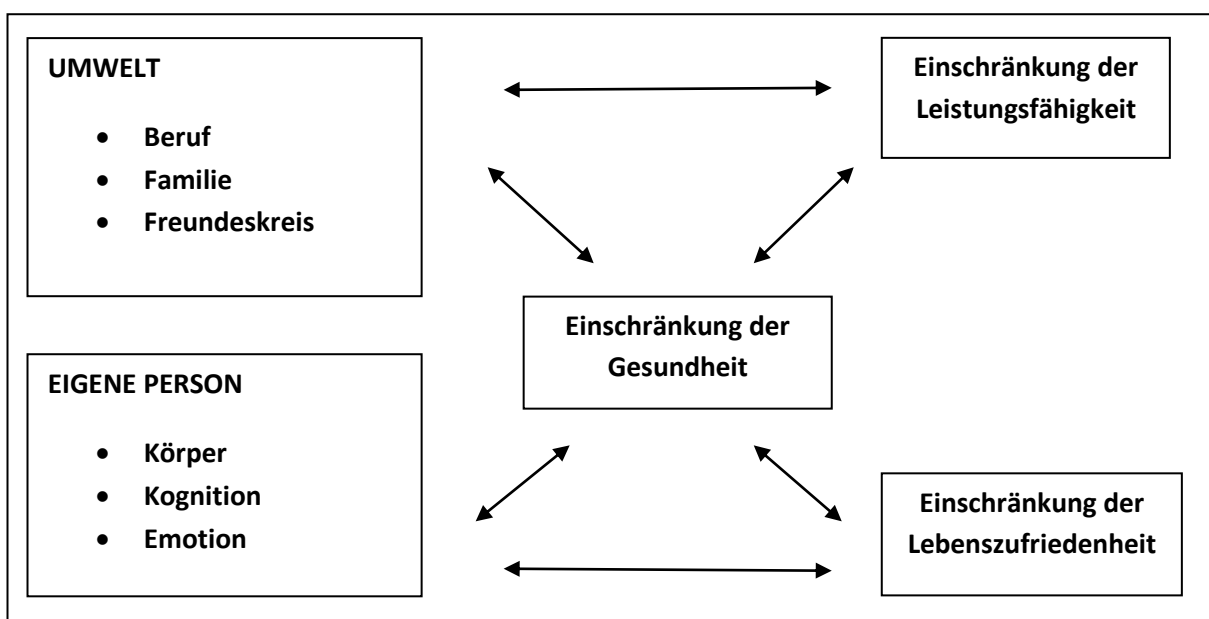 UMWELT
• Beruf
• Familie
• Freundeskreis
Einschränkung der
Leistungsfähigkeit
Einschränkung der
Gesundheit
EIGENE PERSON
• Körper
• Kognition
• Emotion
Einschränkung der
Lebenszufriedenheit